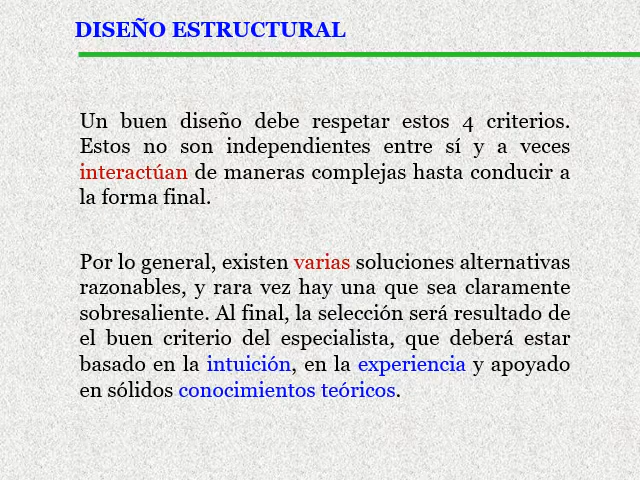 DISEÑO ESTRUCTURAL
Un buen diseño debe respetar estos 4 criterios.
Estos no son independientes entre sí y a veces
interactúan de maneras complejas hasta conducir a
la forma final.
Por lo general, existen varias soluciones alternativas
razonables, y rara vez hay una que sea claramente
sobresaliente. Al final, la selección será resultado de
el buen criterio del especialista, que deberá estar
basado en la intuición, en la experiencia y apoyado
en sólidos conocimientos teóricos.